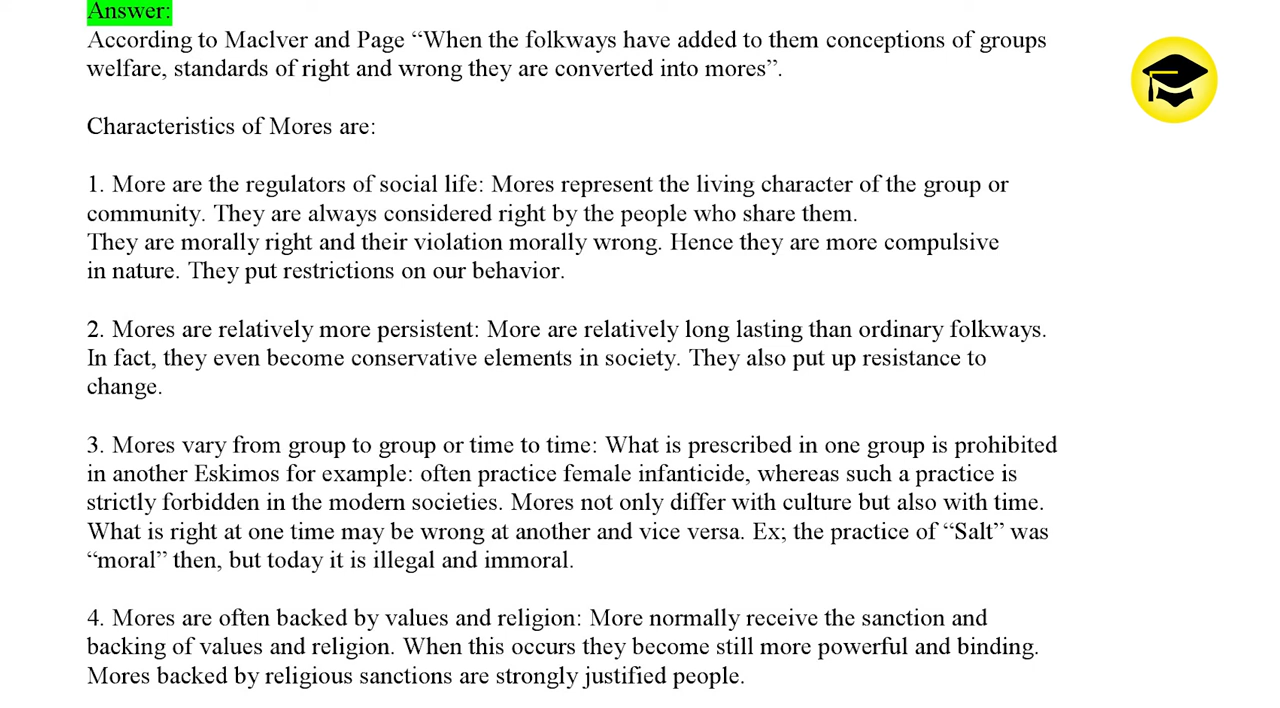 Answer:
According to Maclver and Page “When the folkways have added to them conceptions of groups
welfare, standards of right and wrong they are converted into mores”.
Characteristics of Mores are:
1. More are the regulators of social life: Mores represent the living character of the group or
community. They are always considered right by the people who share them.
They are morally right and their violation morally wrong. Hence they are more compulsive
in nature. They put restrictions on our behavior.
2. Mores are relatively more persistent: More are relatively long lasting than ordinary folkways.
In fact, they even become conservative elements in society. They also put up resistance to
change.
3. Mores vary from group to group or time to time: What is prescribed in one group is prohibited
in another Eskimos for example: often practice female infanticide, whereas such a practice is
strictly forbidden in the modern societies. Mores not only differ with culture but also with time.
What is right at one time may be wrong at another and vice versa. Ex; the practice of “Salt” was
“moral” then, but today it is illegal and immoral.
4. Mores are often backed by values and religion: More normally receive the sanction and
backing of values and religion. When this occurs they become still more powerful and binding.
Mores backed by religious sanctions are strongly justified people.